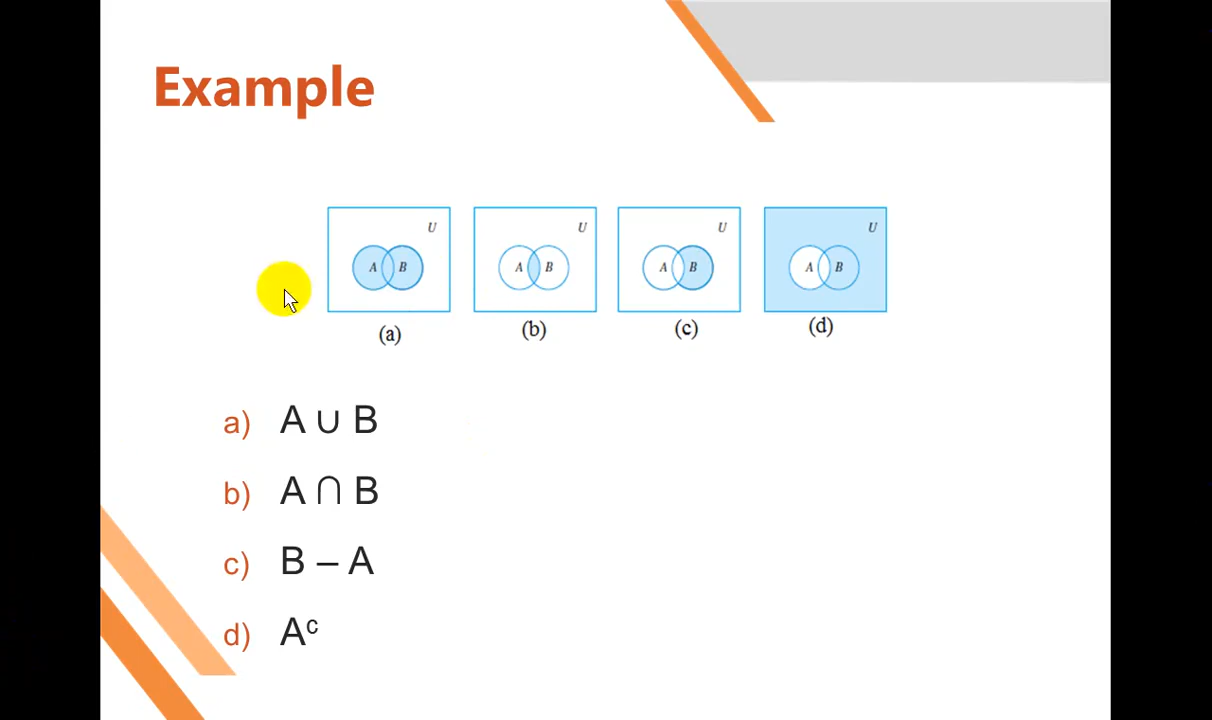 Example
U U U U
A B A B A B A B
(a) (b) (c) (d)
a) A ∪ B
b) A ∩ B
c) B – A
d) Aᶜ